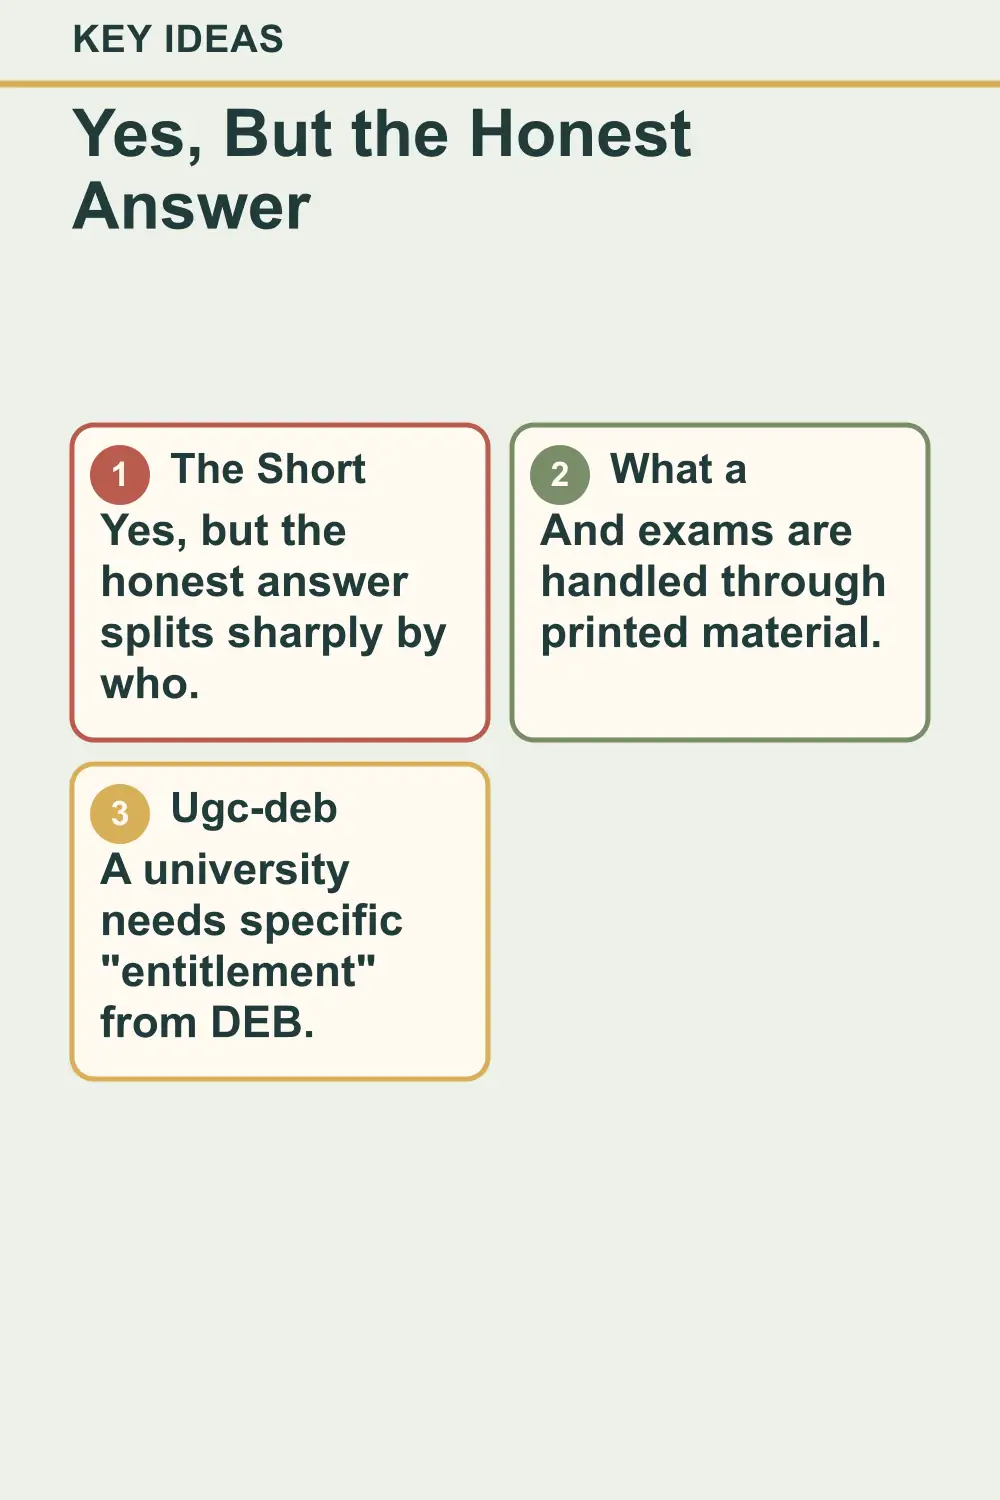 KEY IDEAS
Yes, But the Honest
Answer
1 The Short
Yes, but the
honest answer
splits sharply by
who.
2 What a
And exams are
handled through
printed material.
3 Ugc-deb
A university
needs specific
"entitlement"
from DEB.